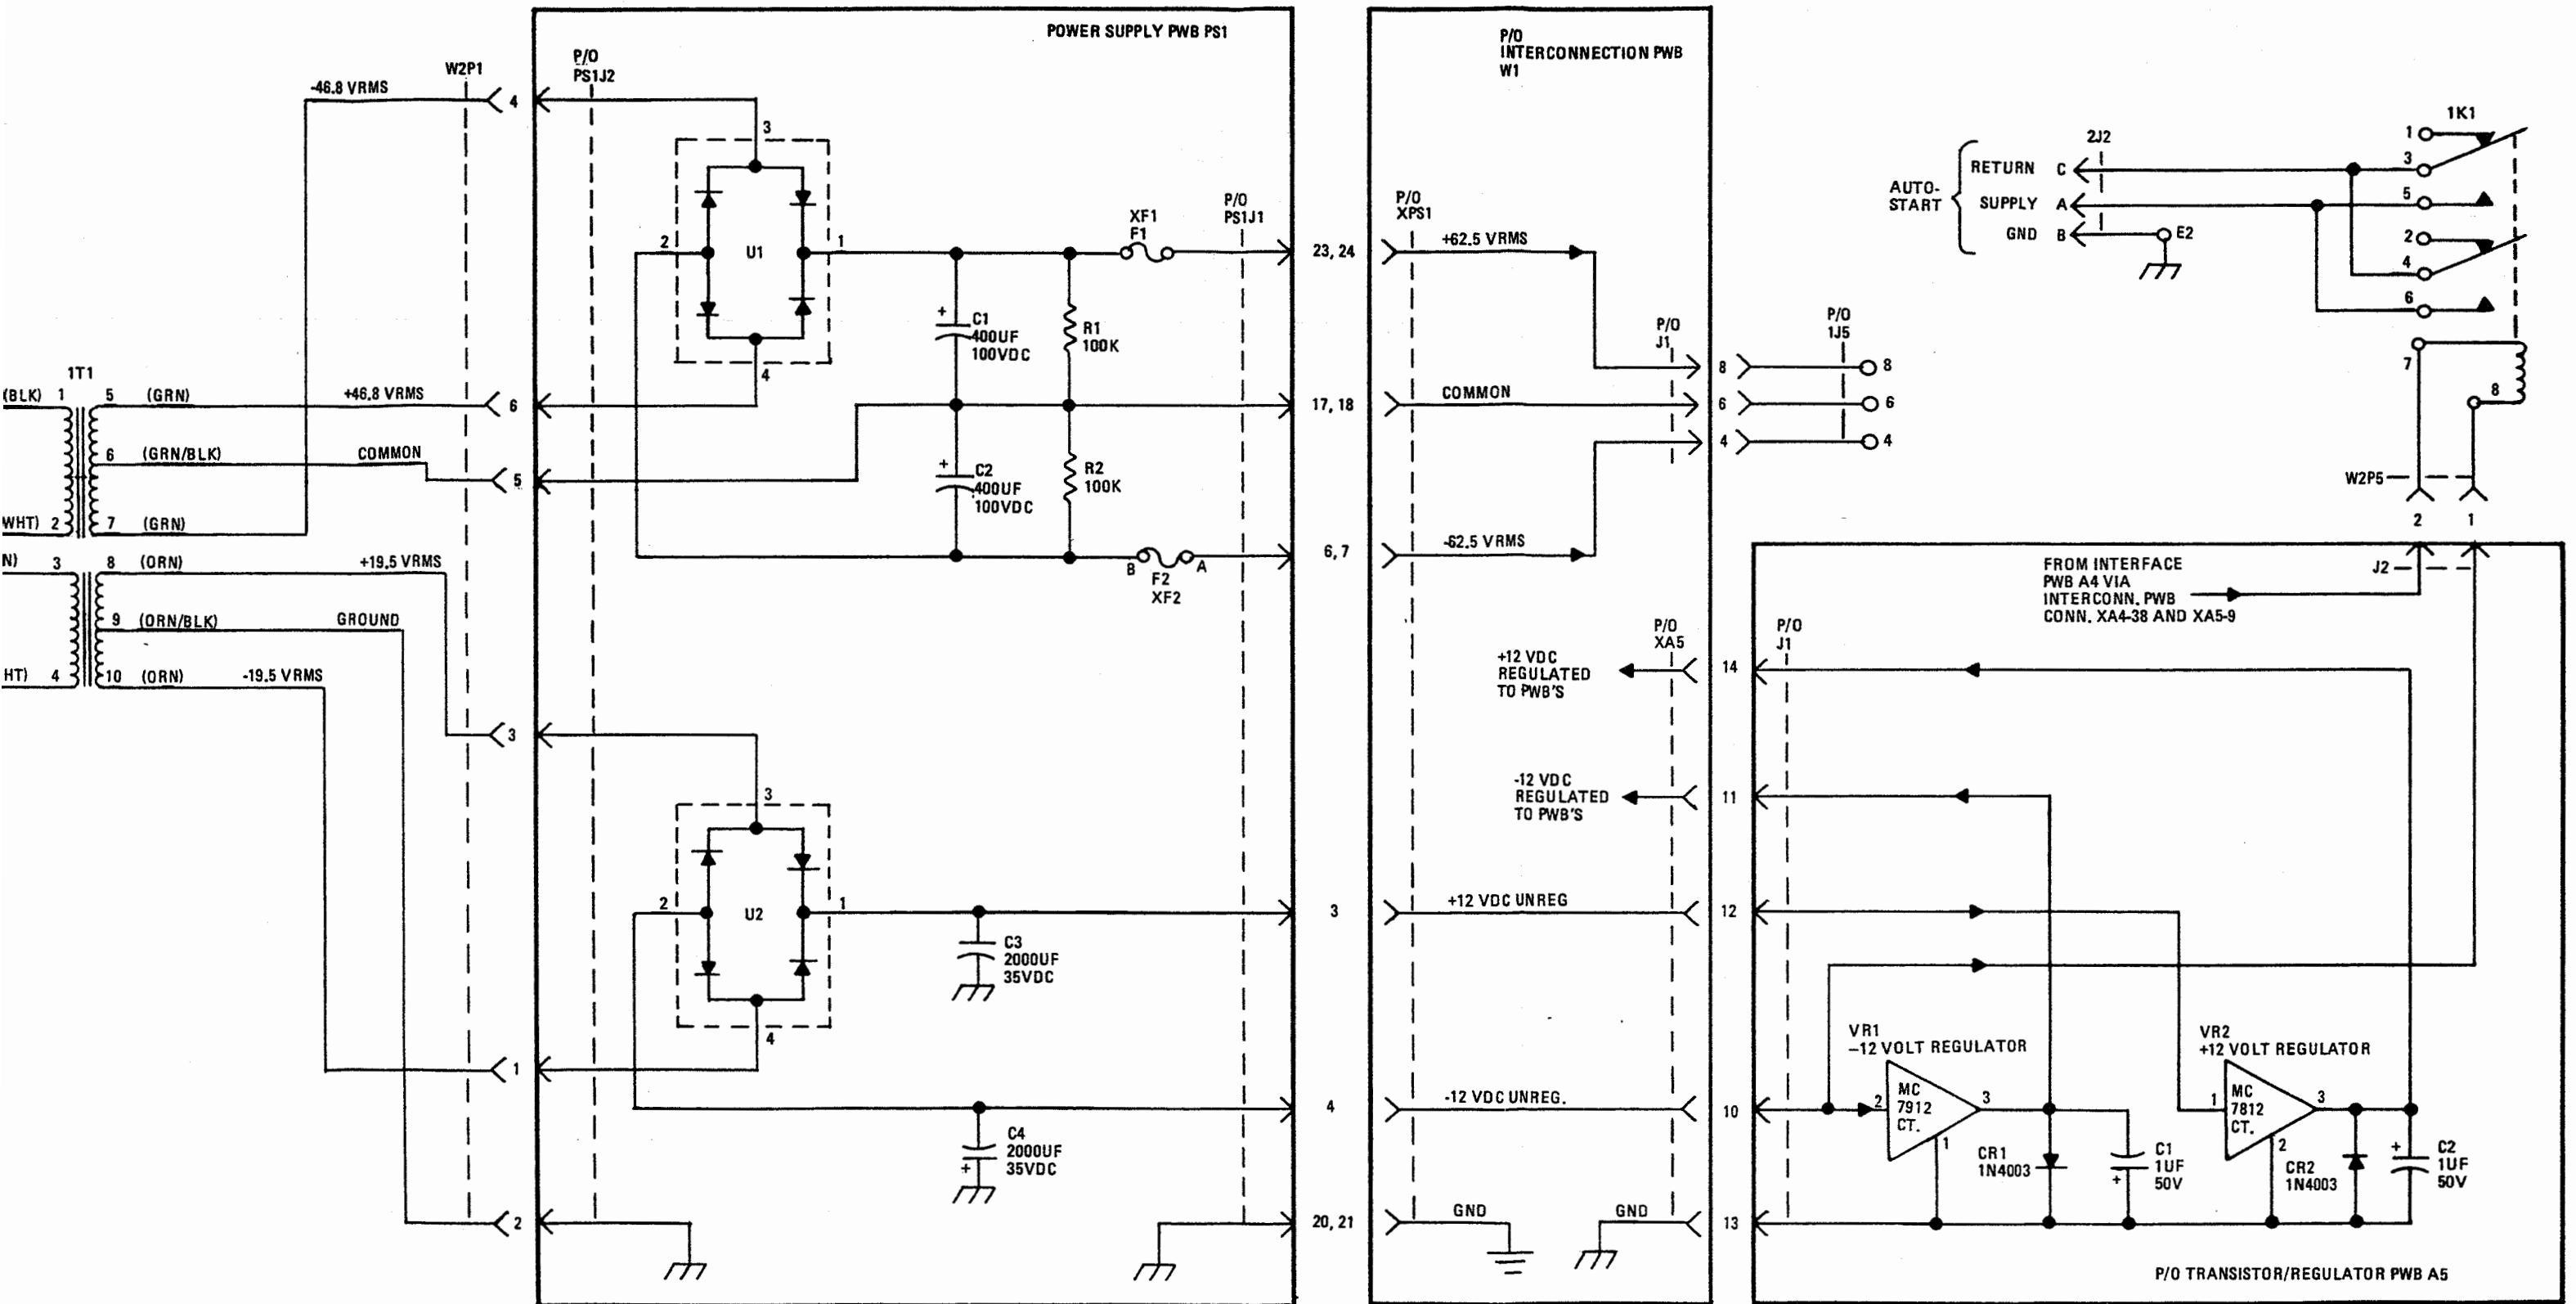 POWER SUPPLY PWB PS1
W2P1
P/O
PS1J2
-46.8 VRMS
4
3
U1
2
1
4
XF1
F1
P/O
PS1J1
C1
400UF
100VDC
+
R1
100K
1T1
(BLK) 1
5 (GRN)
+46.8 VRMS
6
6 (GRN/BLK)
COMMON
5
WHT) 2
7 (GRN)
C2
400UF
100VDC
+
R2
100K
B
A
F2
XF2
N) 3
8 (ORN)
+19.5 VRMS
9 (ORN/BLK)
GROUND
HT) 4
10 (ORN)
-19.5 VRMS
3
3
U2
2
1
4
C3
2000UF
35VDC
1
C4
2000UF
35VDC
+
2
23, 24
17, 18
6, 7
3
4
20, 21
P/O
INTERCONNECTION PWB
W1
P/O
XPS1
+62.5 VRMS
COMMON
-62.5 VRMS
P/O
J1
8
6
4
P/O
1J5
8
6
4
P/O
XA5
+12 VDC
REGULATED
TO PWB'S
-12 VDC
REGULATED
TO PWB'S
+12 VDC UNREG
-12 VDC UNREG.
GND
GND
14
11
12
10
13
AUTO-
START
RETURN C
SUPPLY A
GND B
2J2
E2
1K1
1
3
5
2
4
6
7
8
W2P5
2
1
J2
FROM INTERFACE
PWB A4 VIA
INTERCONN. PWB
CONN. XA4-38 AND XA5-9
P/O
J1
VR1
–12 VOLT REGULATOR
MC
7912
CT.
2
3
1
CR1
1N4003
C1
1UF
50V
+
VR2
+12 VOLT REGULATOR
MC
7812
CT.
1
3
2
CR2
1N4003
+
C2
1UF
50V
P/O TRANSISTOR/REGULATOR PWB A5